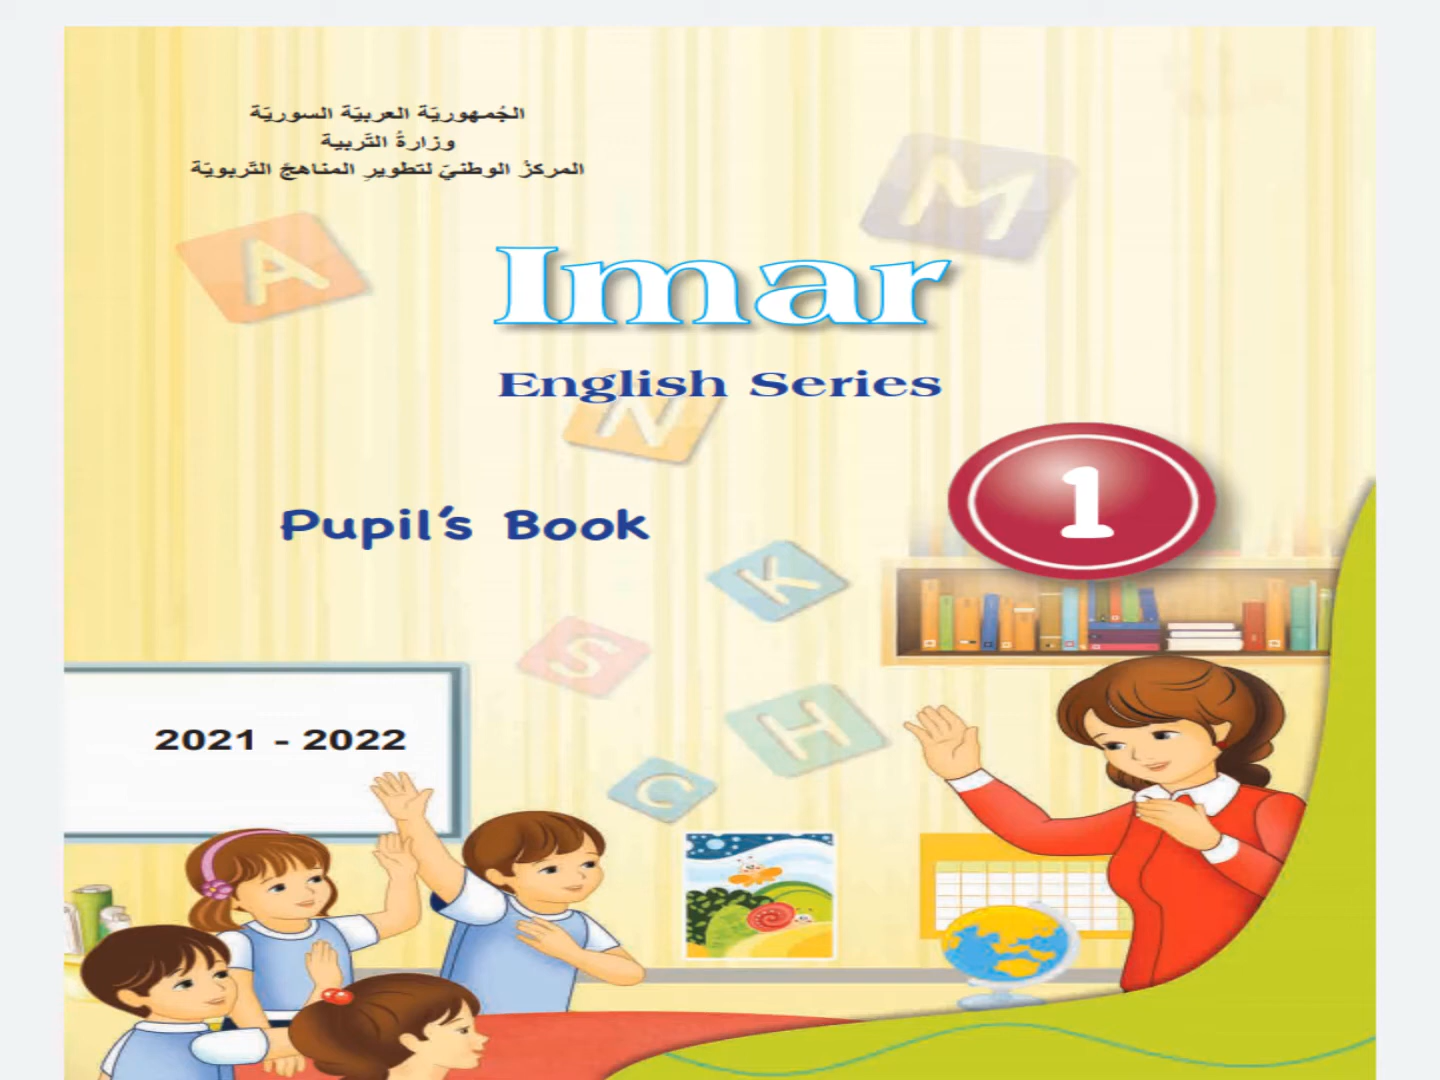 الجُمهوريّة العربيّة السوريّة
وزارةُ التَّربية
المركزُ الوطنيّ لتطويرِ المناهجَ التَّربويّة
A
M
Imar
English Series
N
1
Pupil's Book
K
S
H
2021 - 2022
C